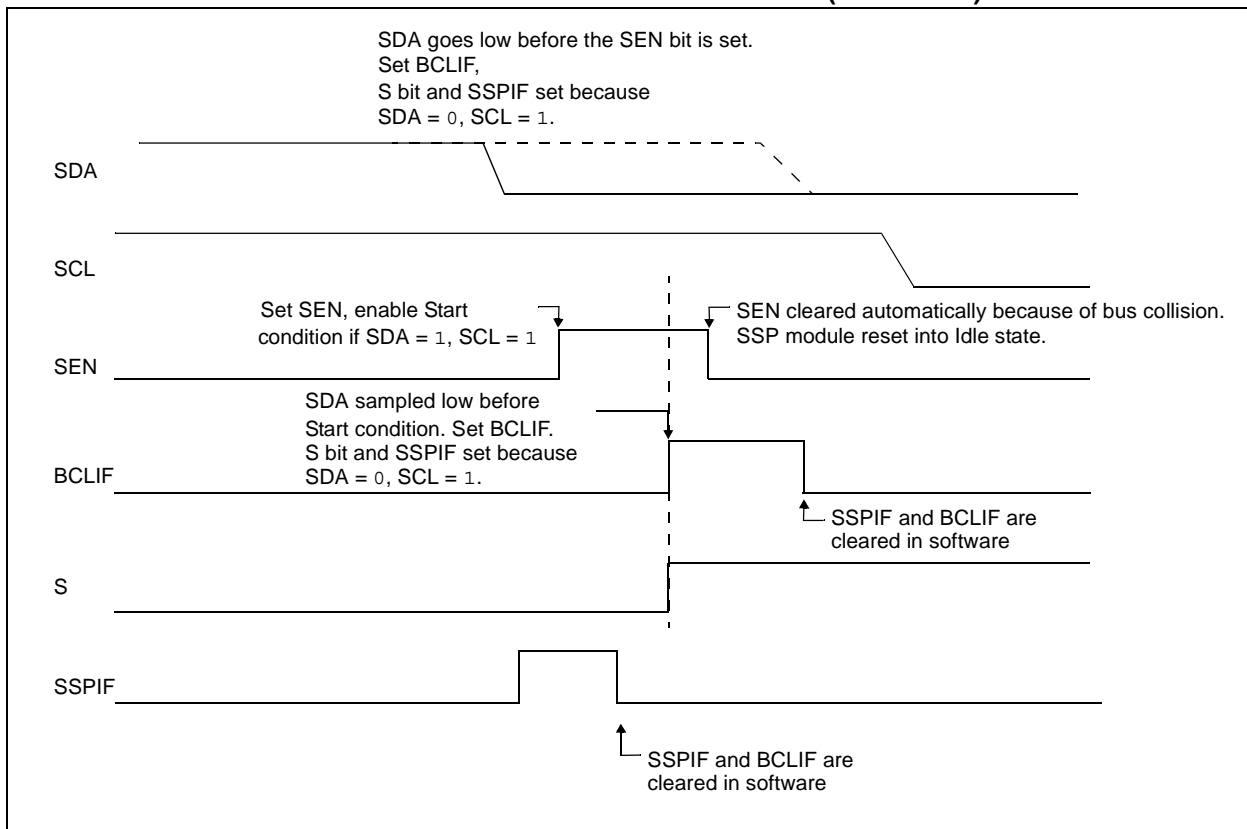 SDA goes low before the SEN bit is set.
Set BCLIF,
S bit and SSPIF set because
SDA = 0, SCL = 1.
SDA
SCL
Set SEN, enable Start
condition if SDA = 1, SCL = 1
SEN cleared automatically because of bus collision.
SSP module reset into Idle state.
SEN
SDA sampled low before
Start condition. Set BCLIF.
S bit and SSPIF set because
SDA = 0, SCL = 1.
BCLIF
SSPIF and BCLIF are
cleared in software
S
SSPIF
SSPIF and BCLIF are
cleared in software